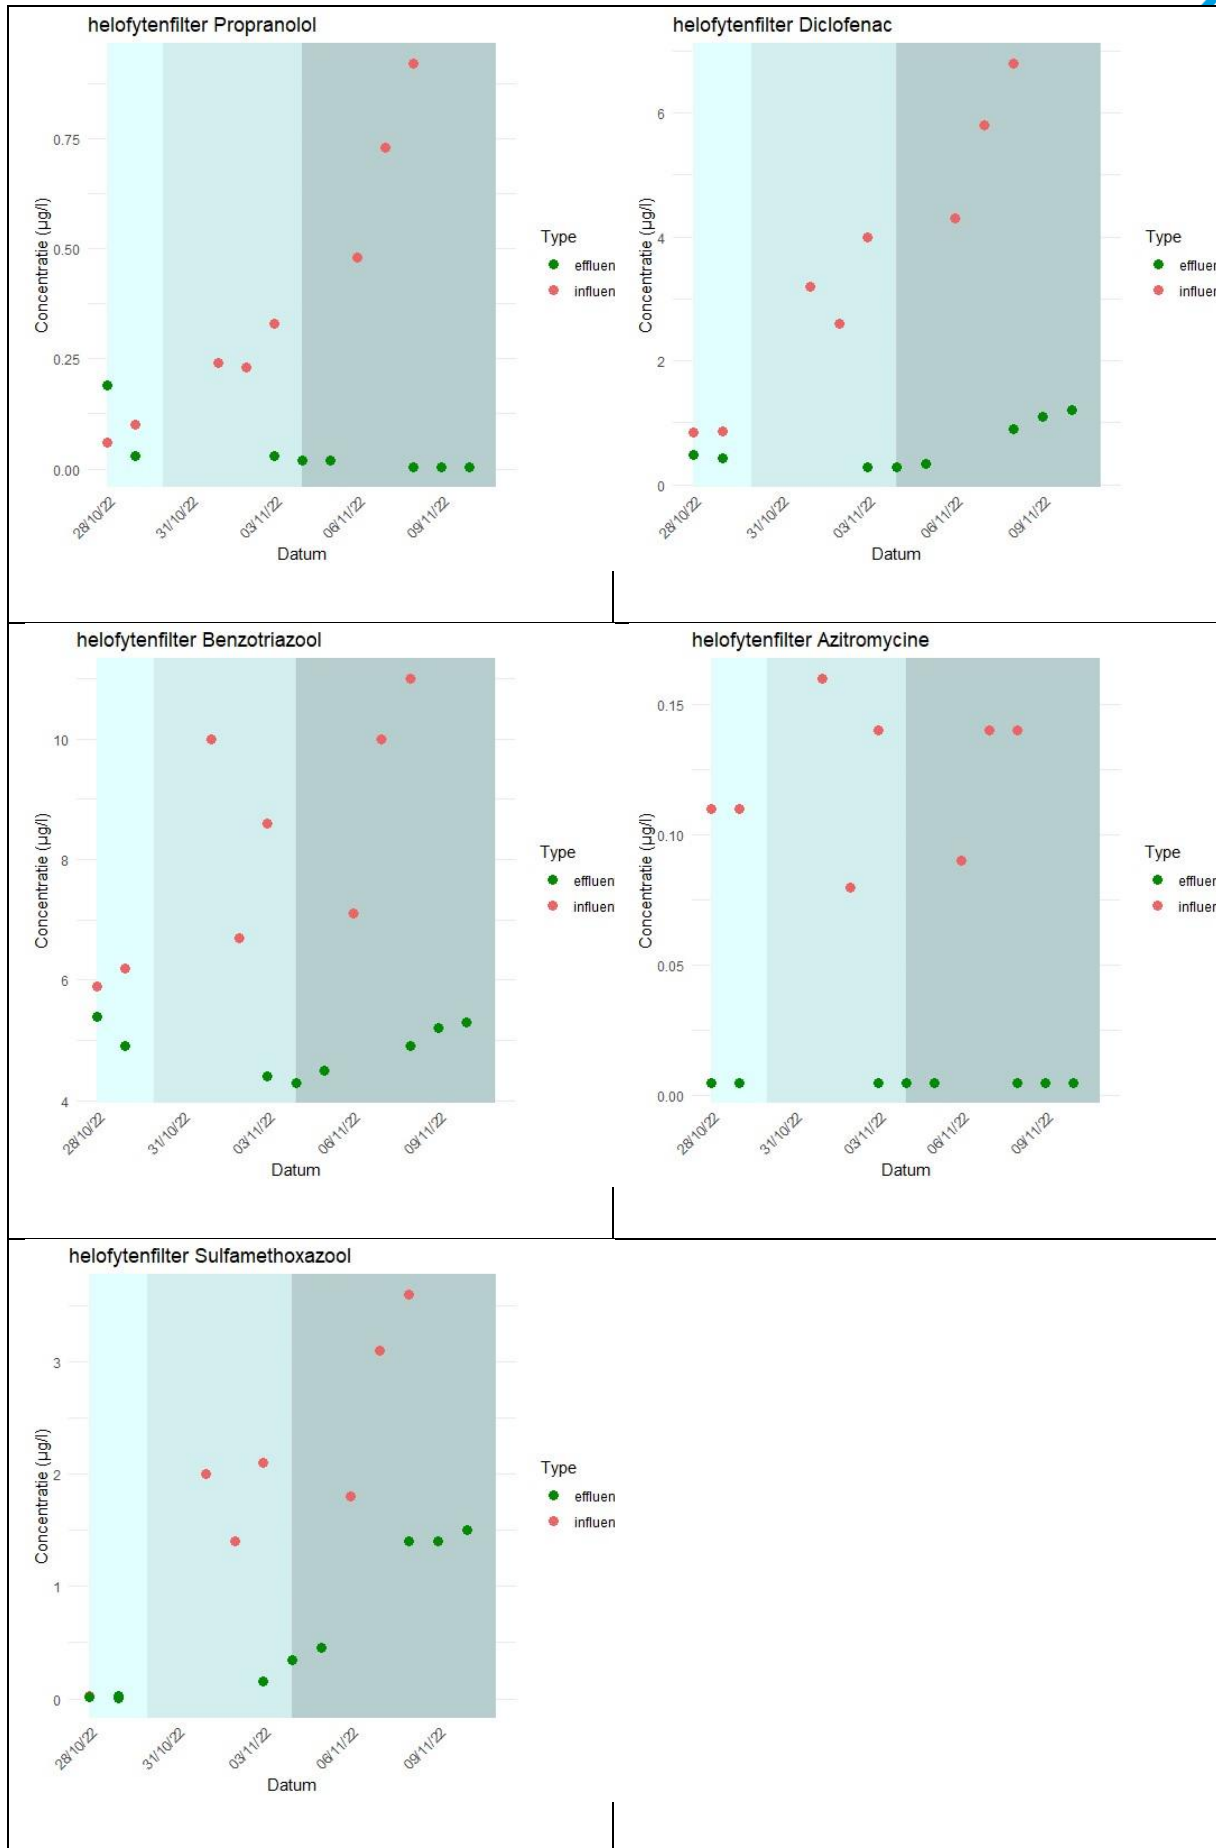 helofytenfilter Propranolol
0.75
0.50
0.25
0.00
Concentratie (µg/l)
28/10/22
31/10/22
03/11/22
06/11/22
09/11/22
Datum
Type
effluen
influen
helofytenfilter Diclofenac
6
4
2
0
Concentratie (µg/l)
28/10/22
31/10/22
03/11/22
06/11/22
09/11/22
Datum
Type
effluen
influen
helofytenfilter Benzotriazool
10
8
6
4
Concentratie (µg/l)
28/10/22
31/10/22
03/11/22
06/11/22
09/11/22
Datum
Type
effluen
influen
helofytenfilter Azitromycine
0.15
0.10
0.05
0.00
Concentratie (µg/l)
28/10/22
31/10/22
03/11/22
06/11/22
09/11/22
Datum
Type
effluen
influen
helofytenfilter Sulfamethoxazool
3
2
1
0
Concentratie (µg/l)
28/10/22
31/10/22
03/11/22
06/11/22
09/11/22
Datum
Type
effluen
influen